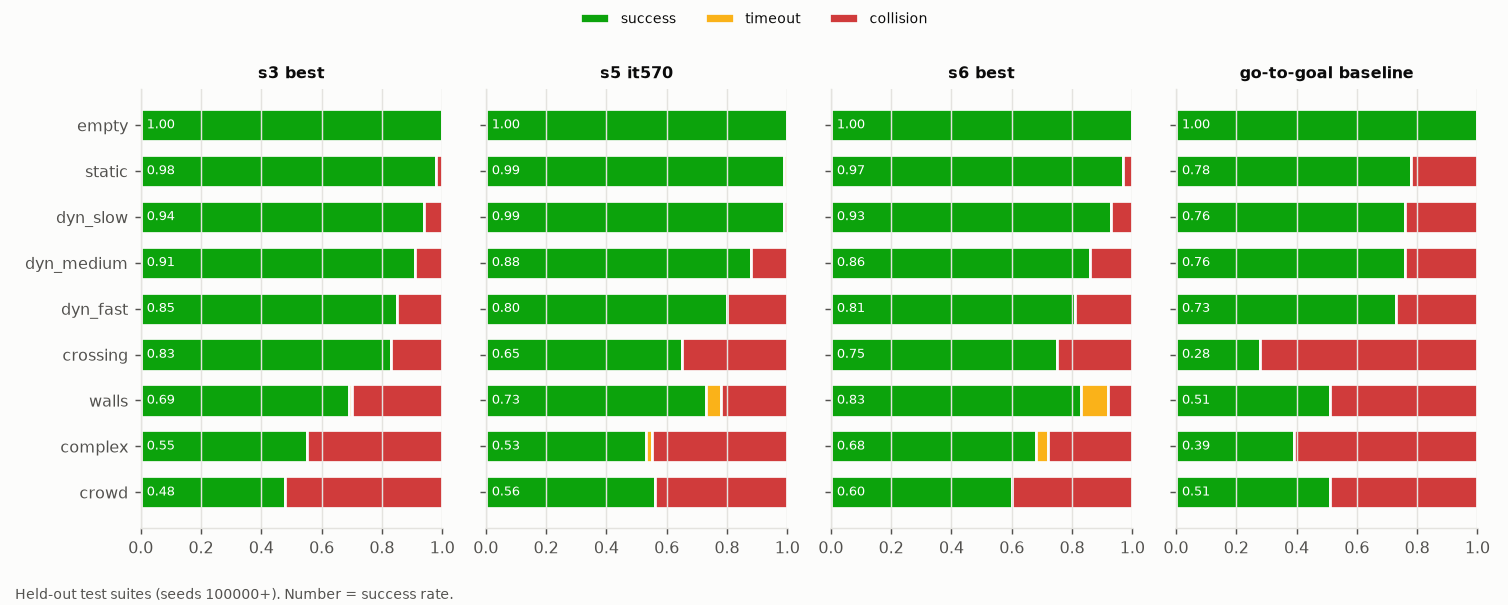 success timeout collision
s3 best s5 it570 s6 best go-to-goal baseline
empty 1.00 1.00 1.00 1.00
static 0.98 0.99 0.97 0.78
dyn_slow 0.94 0.99 0.93 0.76
dyn_medium 0.91 0.88 0.86 0.76
dyn_fast 0.85 0.80 0.81 0.73
crossing 0.83 0.65 0.75 0.28
walls 0.69 0.73 0.83 0.51
complex 0.55 0.53 0.68 0.39
crowd 0.48 0.56 0.60 0.51
0.0 0.2 0.4 0.6 0.8 1.0 0.0 0.2 0.4 0.6 0.8 1.0 0.0 0.2 0.4 0.6 0.8 1.0 0.0 0.2 0.4 0.6 0.8 1.0
Held-out test suites (seeds 100000+). Number = success rate.